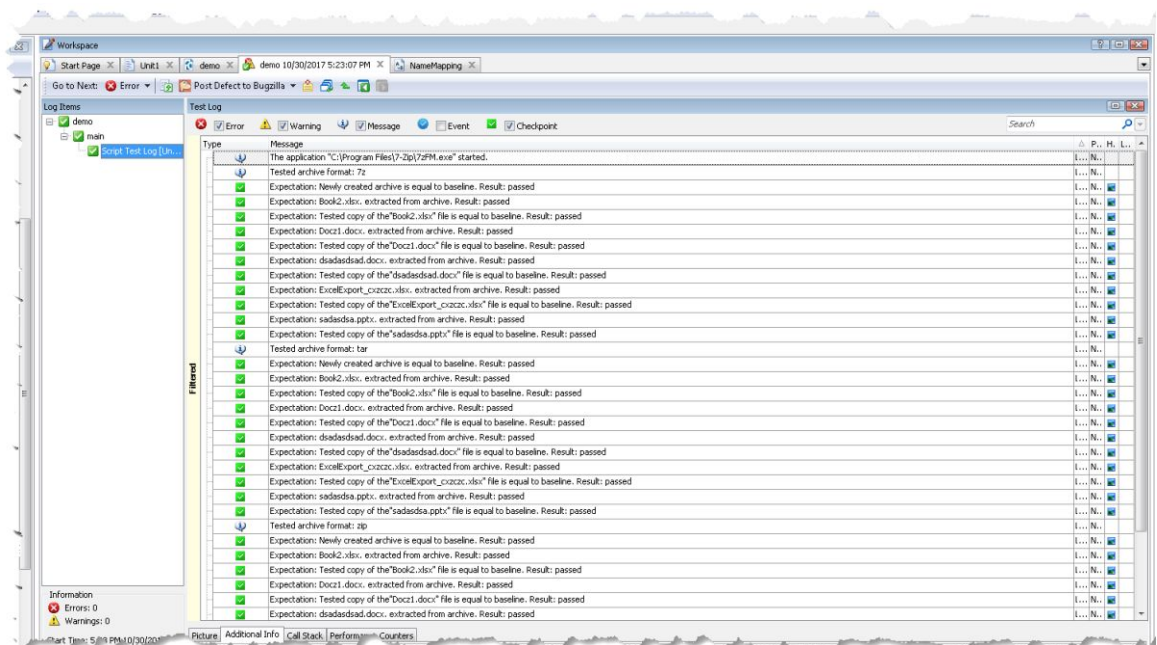 Workspace
Start Page Unit1 demo demo 10/30/2017 5:23:07 PM NameMapping
Go to Next: Error Post Defect to Bugzilla
Log Items
Test Log
demo
main
Script Test Log [Un...
Error Warning Message Event Checkpoint Search
Type Message P.. H. L..
The application "C:\Program Files\7-Zip\7zFM.exe" started.
Tested archive format: 7z
Expectation: Newly created archive is equal to baseline. Result: passed
Expectation: Book2.xlsx. extracted from archive. Result: passed
Expectation: Tested copy of the"Book2.xlsx" file is equal to baseline. Result: passed
Expectation: Docz1.docx. extracted from archive. Result: passed
Expectation: Tested copy of the"Docz1.docx" file is equal to baseline. Result: passed
Expectation: dsadasdsad.docx. extracted from archive. Result: passed
Expectation: Tested copy of the"dsadasdsad.docx" file is equal to baseline. Result: passed
Expectation: ExcelExport_cxzczc.xlsx. extracted from archive. Result: passed
Expectation: Tested copy of the"ExcelExport_cxzczc.xlsx" file is equal to baseline. Result: passed
Expectation: sadasdsa.pptx. extracted from archive. Result: passed
Expectation: Tested copy of the"sadasdsa.pptx" file is equal to baseline. Result: passed
Tested archive format: tar
Expectation: Newly created archive is equal to baseline. Result: passed
Expectation: Book2.xlsx. extracted from archive. Result: passed
Expectation: Tested copy of the"Book2.xlsx" file is equal to baseline. Result: passed
Expectation: Docz1.docx. extracted from archive. Result: passed
Expectation: Tested copy of the"Docz1.docx" file is equal to baseline. Result: passed
Expectation: dsadasdsad.docx. extracted from archive. Result: passed
Expectation: Tested copy of the"dsadasdsad.docx" file is equal to baseline. Result: passed
Expectation: ExcelExport_cxzczc.xlsx. extracted from archive. Result: passed
Expectation: Tested copy of the"ExcelExport_cxzczc.xlsx" file is equal to baseline. Result: passed
Expectation: sadasdsa.pptx. extracted from archive. Result: passed
Expectation: Tested copy of the"sadasdsa.pptx" file is equal to baseline. Result: passed
Tested archive format: zip
Expectation: Newly created archive is equal to baseline. Result: passed
Expectation: Book2.xlsx. extracted from archive. Result: passed
Expectation: Tested copy of the"Book2.xlsx" file is equal to baseline. Result: passed
Expectation: Docz1.docx. extracted from archive. Result: passed
Expectation: Tested copy of the"Docz1.docx" file is equal to baseline. Result: passed
Expectation: dsadasdsad.docx. extracted from archive. Result: passed
Filtered
Information
Errors: 0
Warnings: 0
Picture Additional Info Call Stack Performance Counters